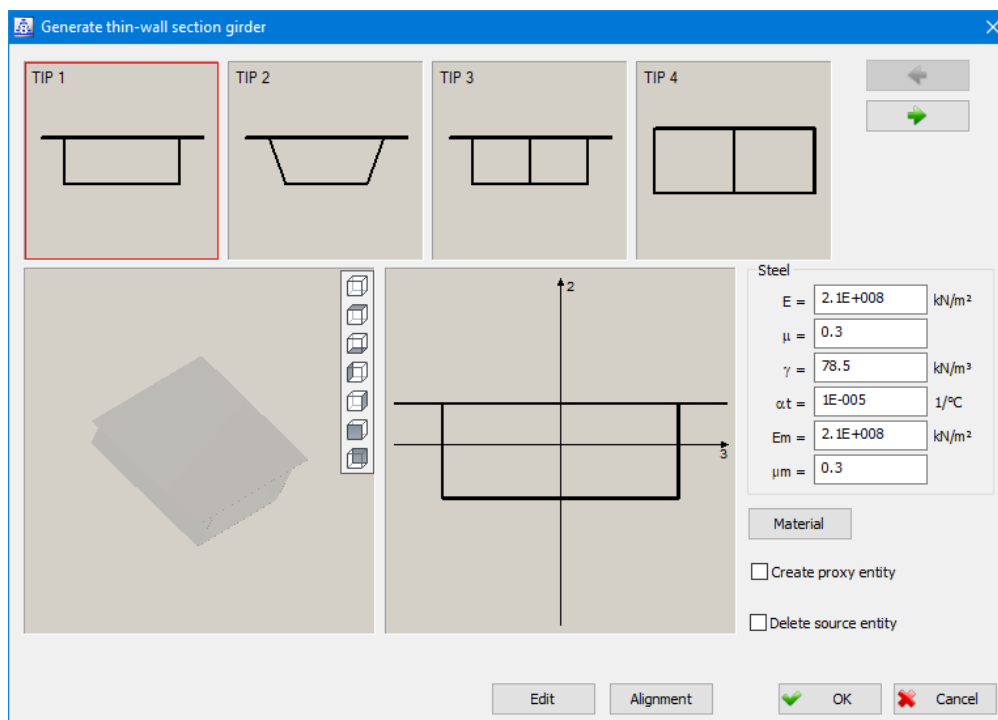 Generate thin-wall section girder
TIP 1
TIP 2
TIP 3
TIP 4
2
3
Steel
E = 2.1E+008 kN/m²
μ = 0.3
γ = 78.5 kN/m³
αt = 1E-005 1/°C
Em = 2.1E+008 kN/m²
μm = 0.3
Material
Create proxy entity
Delete source entity
Edit Alignment OK Cancel